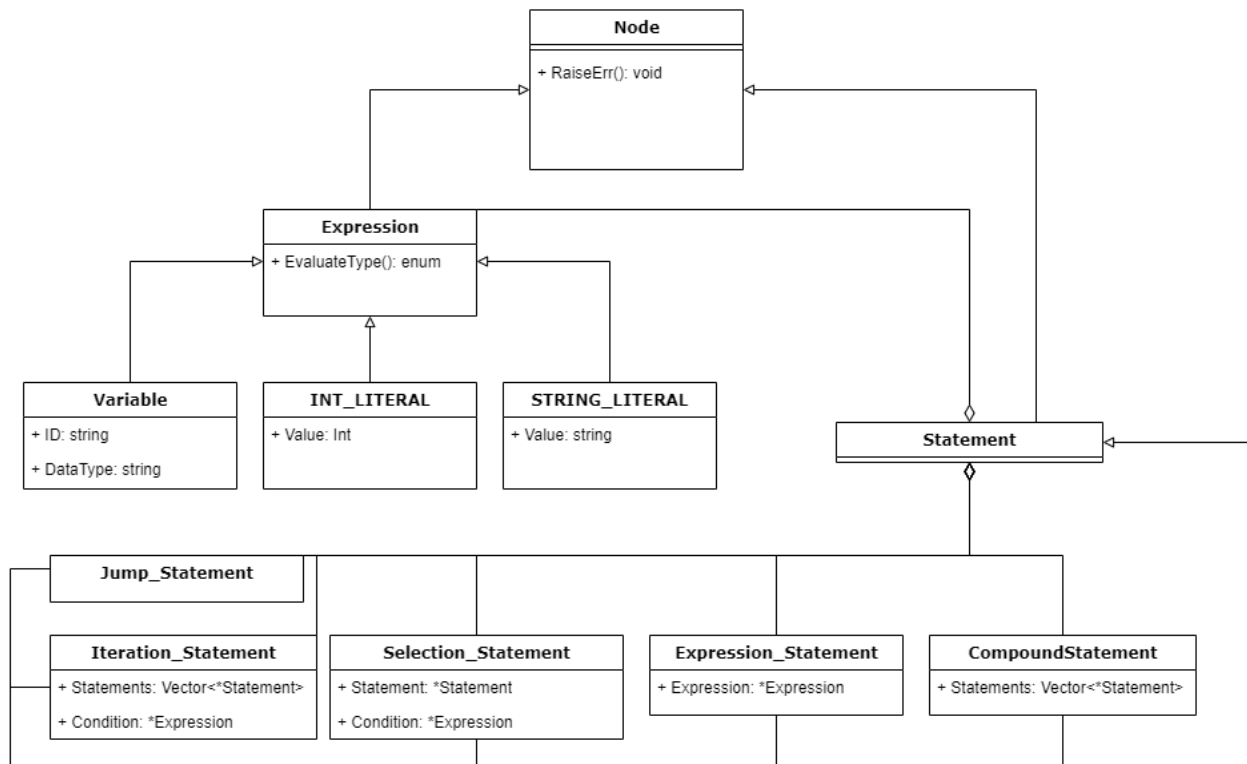 Node
+ RaiseErr(): void
Expression
+ EvaluateType(): enum
Variable
+ ID: string
+ DataType: string
INT_LITERAL
+ Value: Int
STRING_LITERAL
+ Value: string
Statement
Jump_Statement
Iteration_Statement
+ Statements: Vector<*Statement>
+ Condition: *Expression
Selection_Statement
+ Statement: *Statement
+ Condition: *Expression
Expression_Statement
+ Expression: *Expression
CompoundStatement
+ Statements: Vector<*Statement>